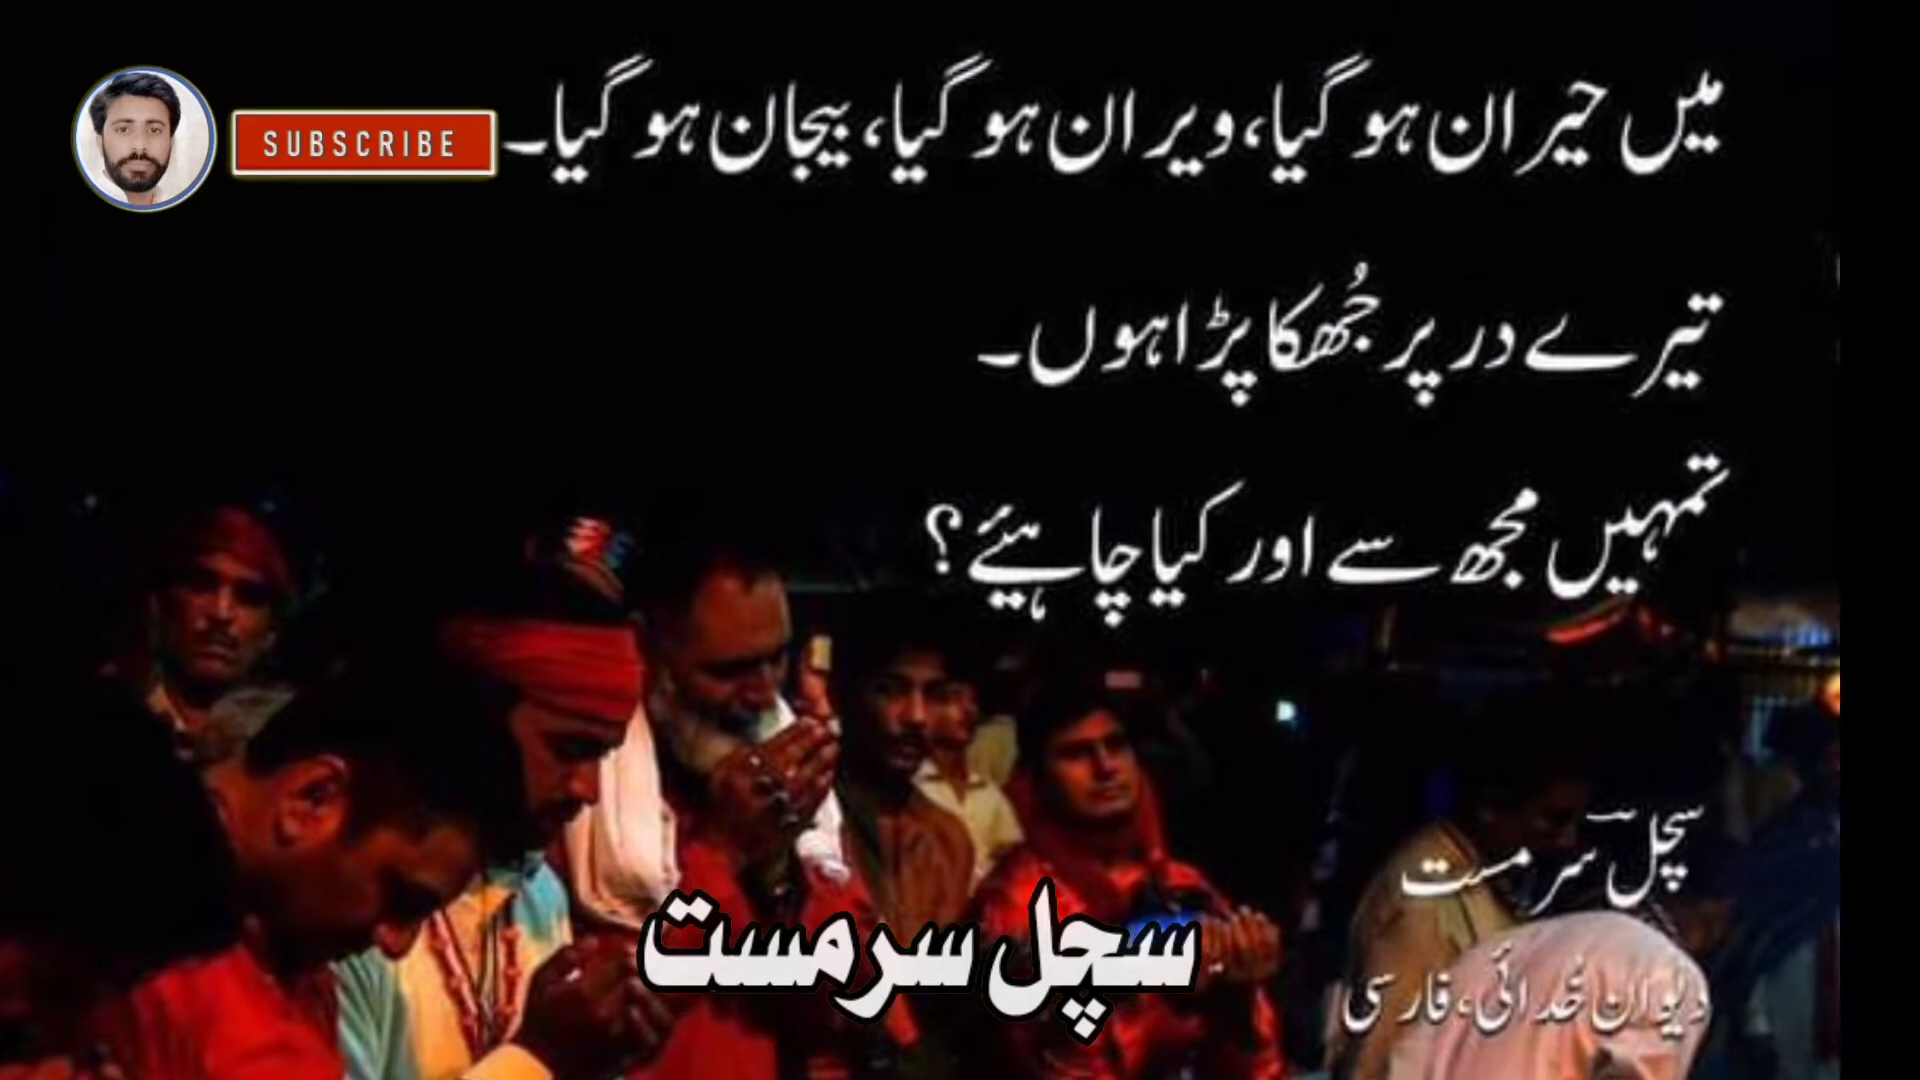 میں حیران ہو گیا، ویران ہو گیا، بیجان ہو گیا۔
SUBSCRIBE
تیرے در پر جُھکا پڑا ہوں۔
تمہیں مجھ سے اور کیا چاہیئے؟
سچل سرمست
سچل سرمست
دیوان خُدائی، فارسی